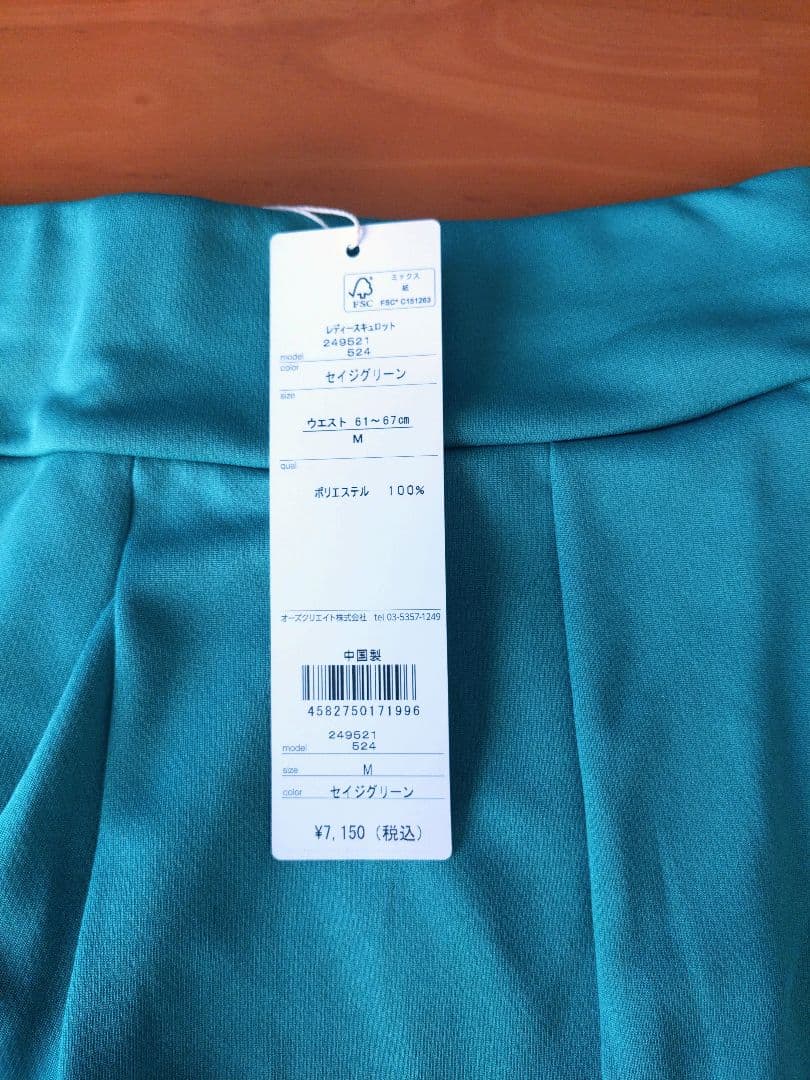 ミックス
紙
FSC
FSC® C151263
レディースキュロット
249521
model 524
color
セイジグリーン
size
ウエスト 61～67㎝
M
qual
ポリエステル 100%
オーズクリエイト株式会社 tel 03-5357-1249
中国製
4582750171996
249521
model 524
size M
color セイジグリーン
¥7,150（税込）